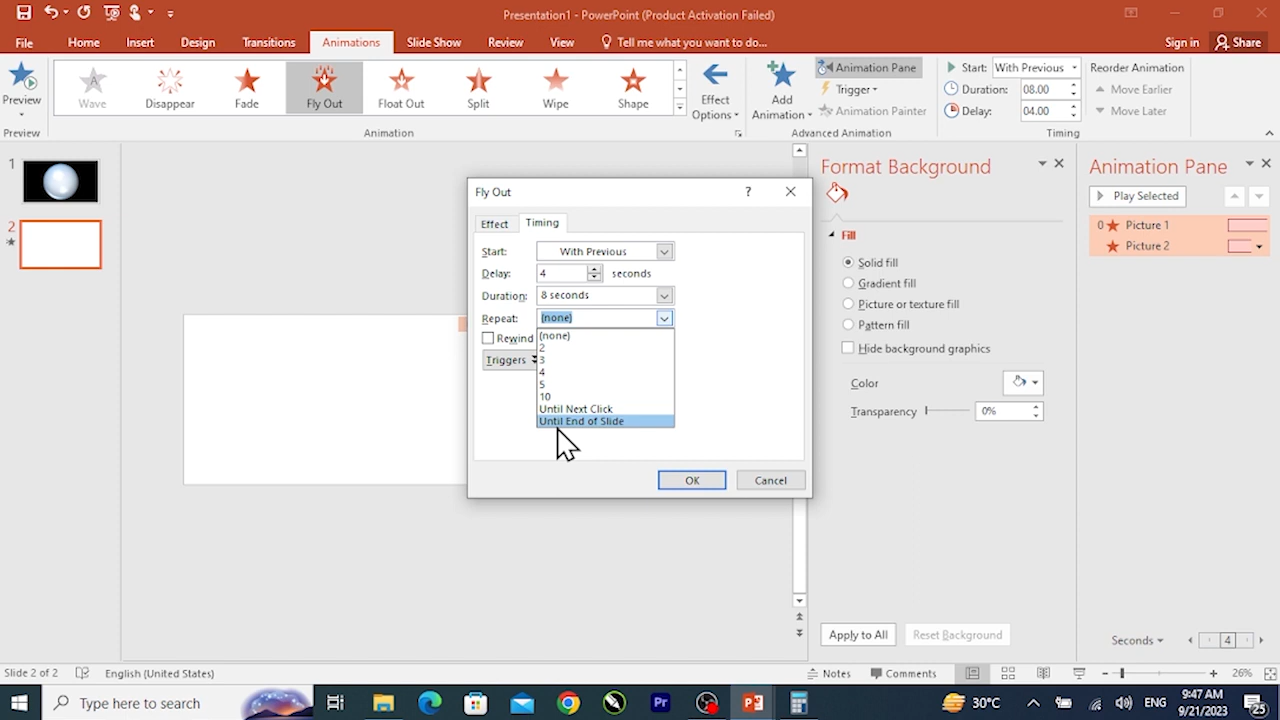 Presentation1 - PowerPoint (Product Activation Failed)
File
Home
Insert
Design
Transitions
Animations
Slide Show
Review
View
Tell me what you want to do...
Sign in
Share
Preview
Wave
Disappear
Fade
Fly Out
Float Out
Split
Wipe
Shape
Effect
Options
Add
Animation
Animation Pane
Trigger
Animation Painter
Start: With Previous
Duration: 08.00
Delay: 04.00
Reorder Animation
Move Earlier
Move Later
Preview
Animation
Advanced Animation
Timing
1
2
Fly Out
?
Effect
Timing
Start: With Previous
Delay: 4 seconds
Duration: 8 seconds
Repeat: (none)
Rewind
Triggers
(none)
2
3
4
5
10
Until Next Click
Until End of Slide
OK
Cancel
Format Background
Fill
Solid fill
Gradient fill
Picture or texture fill
Pattern fill
Hide background graphics
Color
Transparency
0%
Apply to All
Reset Background
Animation Pane
Play Selected
0 Picture 1
Picture 2
Seconds
4
Slide 2 of 2
English (United States)
Notes
Comments
26%
Type here to search
Pr
30°C
ENG
9:47 AM
9/21/2023
25